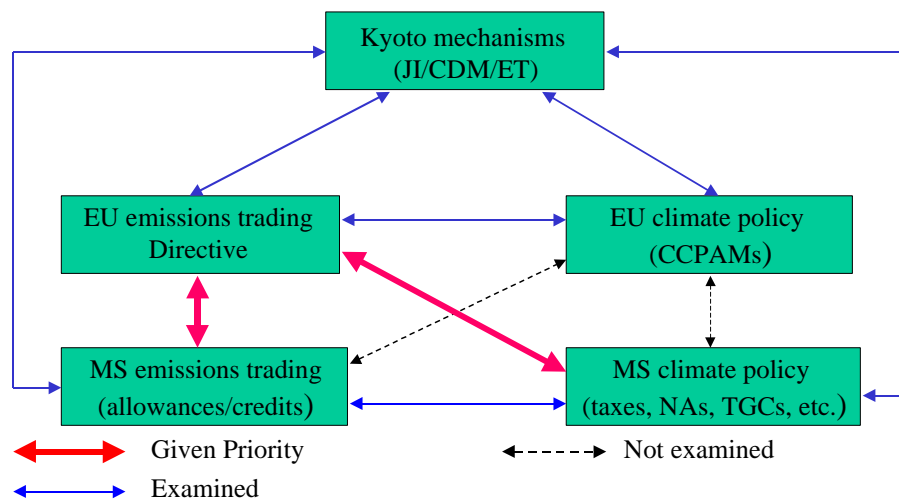 Kyoto mechanisms
(JI/CDM/ET)
EU emissions trading
Directive
EU climate policy
(CCPAMs)
MS emissions trading
(allowances/credits)
MS climate policy
(taxes, NAs, TGCs, etc.)
Given Priority
Not examined
Examined